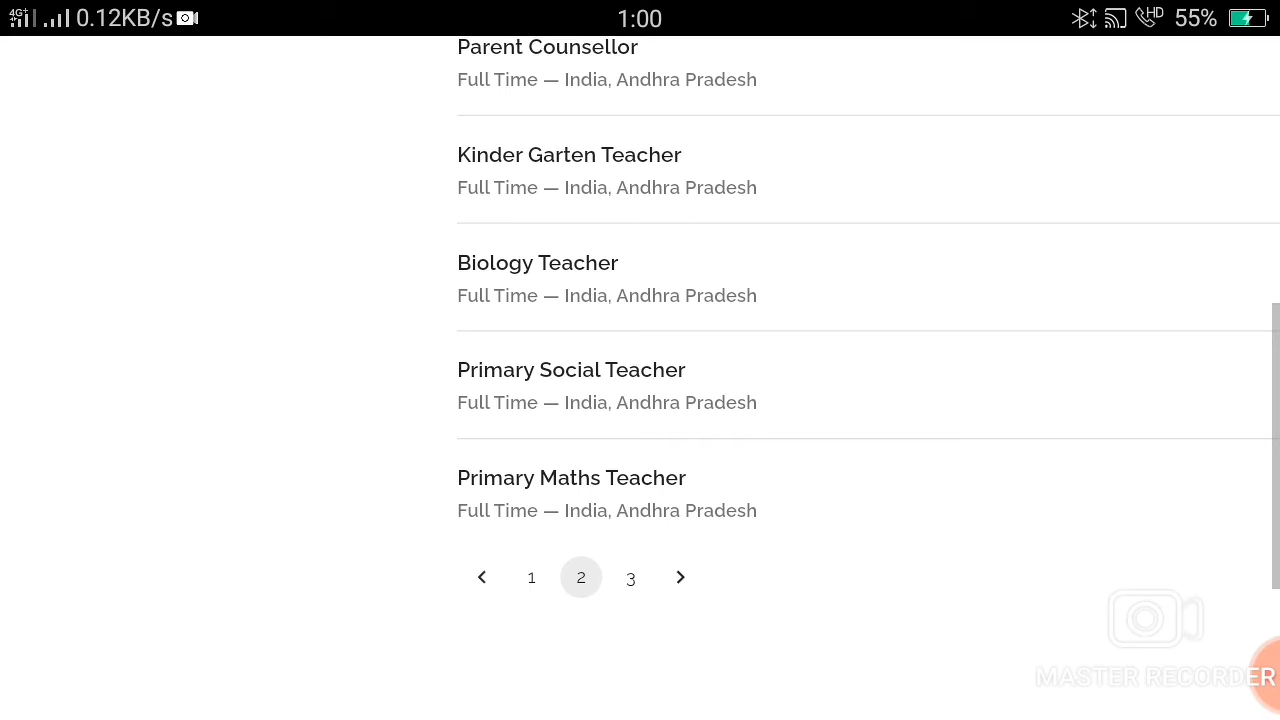 4G+ 0.12KB/s 1:00 HD 55%
Parent Counsellor
Full Time — India, Andhra Pradesh
Kinder Garten Teacher
Full Time — India, Andhra Pradesh
Biology Teacher
Full Time — India, Andhra Pradesh
Primary Social Teacher
Full Time — India, Andhra Pradesh
Primary Maths Teacher
Full Time — India, Andhra Pradesh
1 2 3
MASTER RECORDER